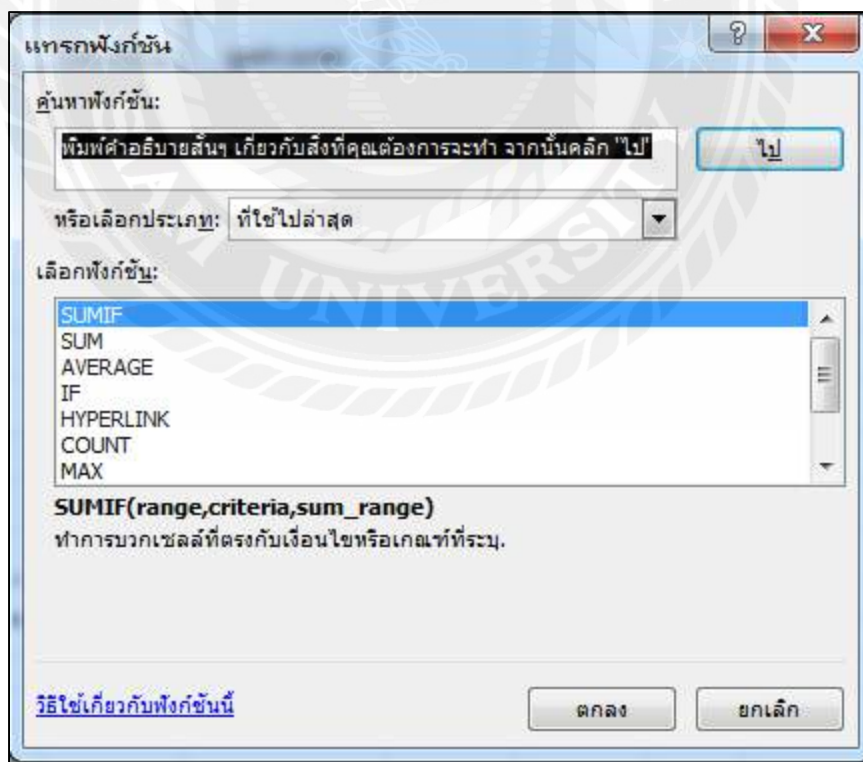 แทรกฟังก์ชัน
ค้นหาฟังก์ชัน:
พิมพ์คำอธิบายสั้นๆ เกี่ยวกับสิ่งที่คุณต้องการจะทำ จากนั้นคลิก 'ไป'
ไป
หรือเลือกประเภท: ที่ใช้ไปล่าสุด
เลือกฟังก์ชัน:
SUMIF
SUM
AVERAGE
IF
HYPERLINK
COUNT
MAX
SUMIF(range,criteria,sum_range)
ทำการบวกเซลล์ที่ตรงกับเงื่อนไขหรือเกณฑ์ที่ระบุ.
วิธีใช้เกี่ยวกับฟังก์ชันนี้
ตกลง
ยกเลิก
SIAM UNIVERSITY